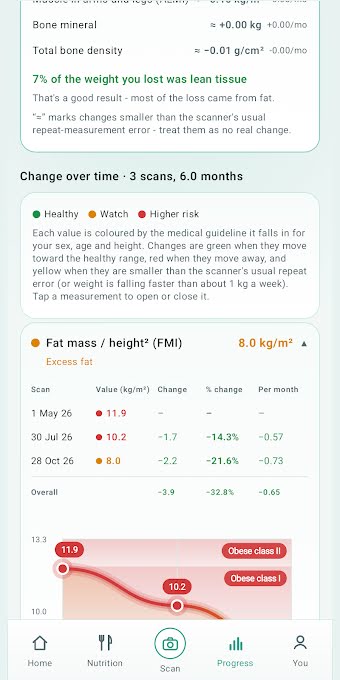 Bone mineral ≈ +0.00 kg +0.00/mo
Total bone density ≈ −0.01 g/cm² -0.00/mo
7% of the weight you lost was lean tissue
That's a good result - most of the loss came from fat.
"≈" marks changes smaller than the scanner's usual
repeat-measurement error - treat them as no real change.
Change over time · 3 scans, 6.0 months
Healthy Watch Higher risk
Each value is coloured by the medical guideline it falls in for
your sex, age and height. Changes are green when they move
toward the healthy range, red when they move away, and
yellow when they are smaller than the scanner's usual repeat
error (or weight is falling faster than about 1 kg a week).
Tap a measurement to open or close it.
Fat mass / height² (FMI) 8.0 kg/m² ▲
Excess fat
Scan Value (kg/m²) Change % change Per month
1 May 26 11.9 – – –
30 Jul 26 10.2 −1.7 −14.3% −0.57
28 Oct 26 8.0 −2.2 −21.6% −0.73
Overall −3.9 −32.8% −0.65
13.3
11.9
Obese class II
Obese class I
10.2
10.0
Home Nutrition Scan Progress You